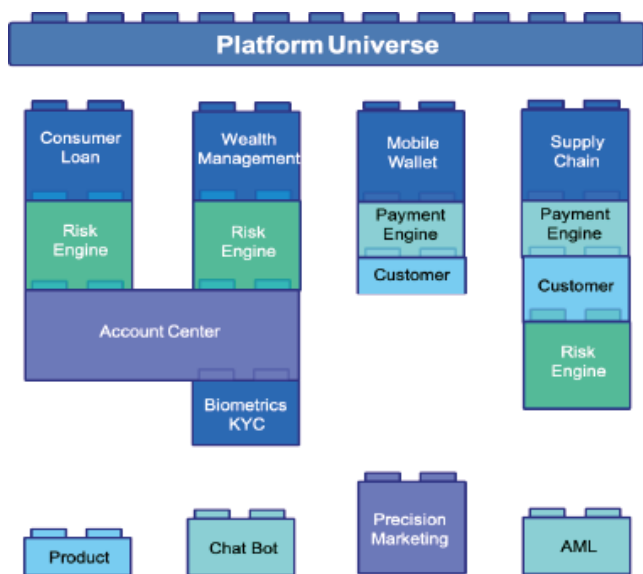 Platform Universe
Consumer
Loan
Wealth
Management
Mobile
Wallet
Supply
Chain
Risk
Engine
Risk
Engine
Payment
Engine
Payment
Engine
Customer
Customer
Account Center
Risk
Engine
Biometrics
KYC
Product
Chat Bot
Precision
Marketing
AML